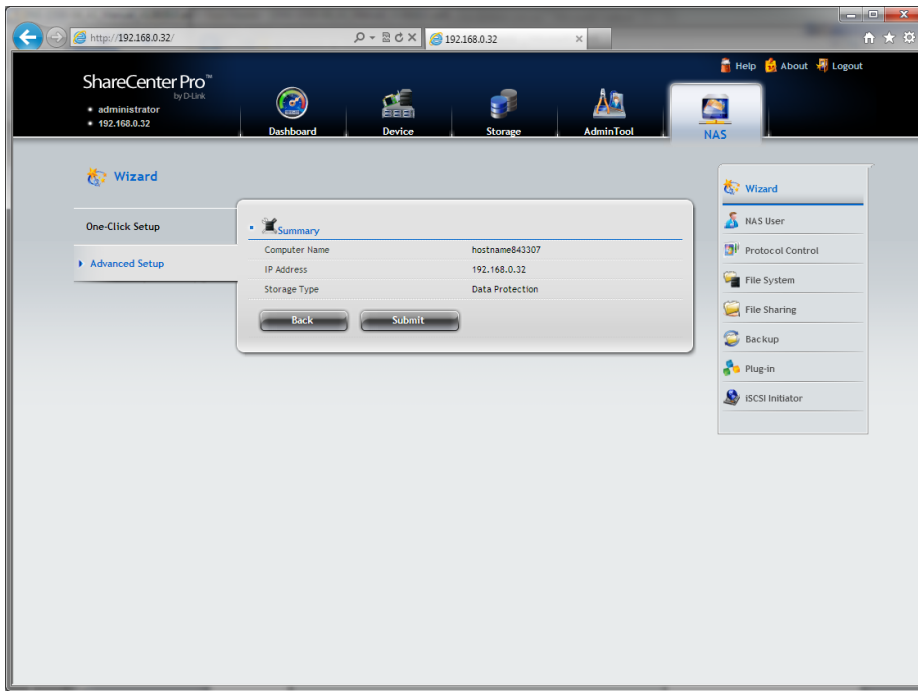 http://192.168.0.32/
192.168.0.32
Help About Logout
ShareCenter Pro™
by D-Link
administrator
192.168.0.32
Dashboard Device Storage AdminTool NAS
Wizard
One-Click Setup
Advanced Setup
Summary
Computer Name hostname843307
IP Address 192.168.0.32
Storage Type Data Protection
Back Submit
Wizard
NAS User
Protocol Control
File System
File Sharing
Backup
Plug-in
iSCSI Initiator